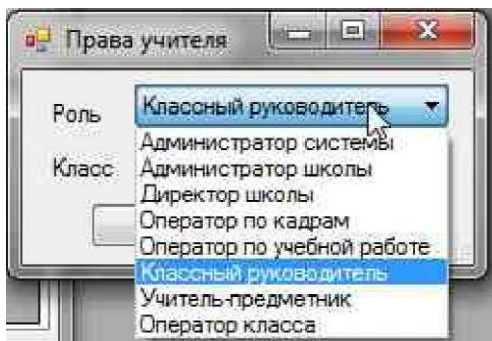 Права учителя
Роль Классный руководитель
Администратор системы
Класс Администратор школы
Директор школы
Оператор по кадрам
Оператор по учебной работе
Классный руководитель
Учитель-предметник
Оператор класса